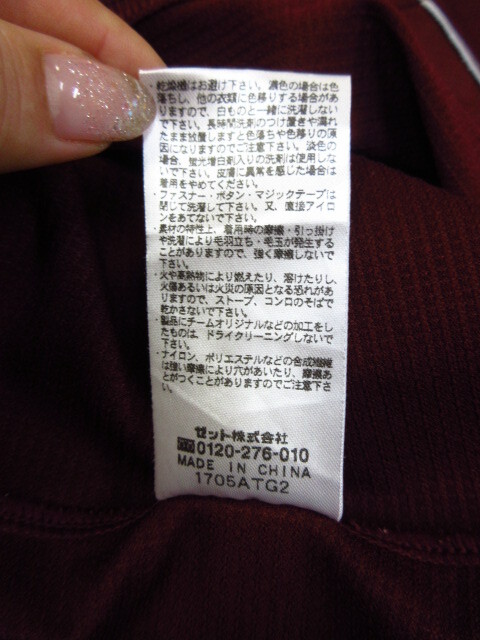 ・乾燥機はお避け下さい。濃色の場合は色
落ちし、他の衣類に色移りする場合があ
りますので、白ものと一緒に洗濯しない
で下さい。長時間洗剤のつけ置きや濡れ
たまま放置しますと色落ちや色移りの原
因になりますのでご注意下さい。淡色の
場合、蛍光増白剤入りの洗剤は使用しな
いで下さい。皮膚に異常を感じた場合は
着用をやめてください。
・ファスナー・ボタン・マジックテープは
閉じて洗濯して下さい。又、直接アイロ
ンをあてないで下さい。
・素材の特性上、着用時の摩擦・引っ掛け
や洗濯により毛羽立ち・毛玉が発生する
ことがありますので、強く摩擦しないで
下さい。
・火や高熱物により燃えたり、溶けたりし、
火傷あるいは火災の原因となる恐れがあ
りますので、ストーブ、コンロのそばで
乾かさないで下さい。
・製品にチームオリジナルなどの加工をし
たものは、ドライクリーニングしないで
下さい。
・ナイロン、ポリエステルなどの合成繊維
は強い摩擦により穴があいたり、摩擦あ
とがつくことがありますのでご注意下さ
い。
ゼット株式会社
0120-276-010
MADE IN CHINA
1705ATG2